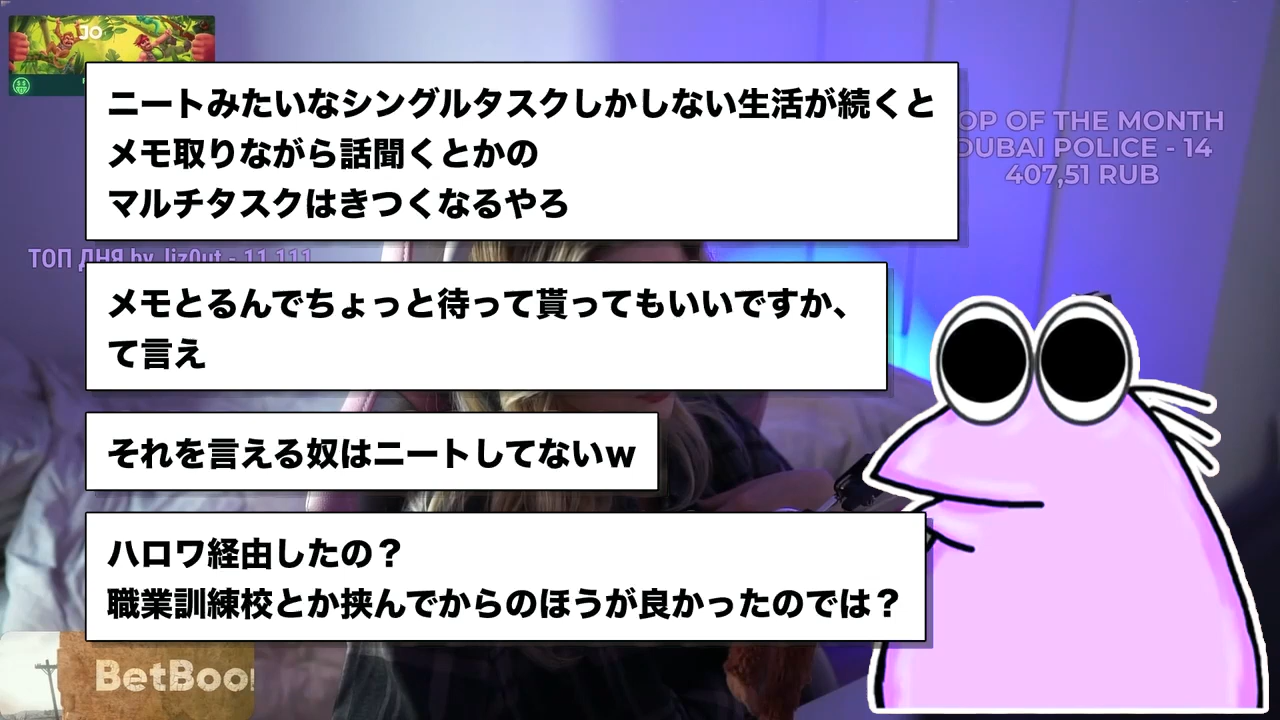 JO
ニートみたいなシングルタスクしかしない生活が続くと
メモ取りながら話聞くとかの
マルチタスクはきつくなるやろ
OP OF THE MONTH
DUBAI POLICE - 14
407,51 RUB
ТОП ДНЯ by Jiz0ut - 11 111
メモとるんでちょっと待って貰ってもいいですか、
て言え
それを言える奴はニートしてないw
ハロワ経由したの？
職業訓練校とか挟んでからのほうが良かったのでは？
BetBoo